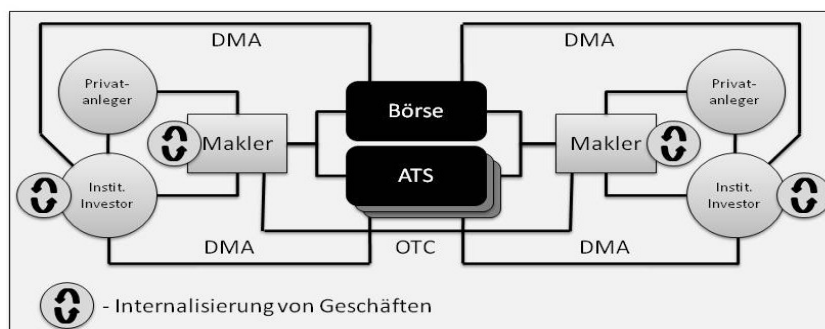 DMA
DMA
Privat-
anleger
Börse
Privat-
anleger
Makler
Makler
ATS
Instit.
Investor
Instit.
Investor
DMA
OTC
DMA
- Internalisierung von Geschäften